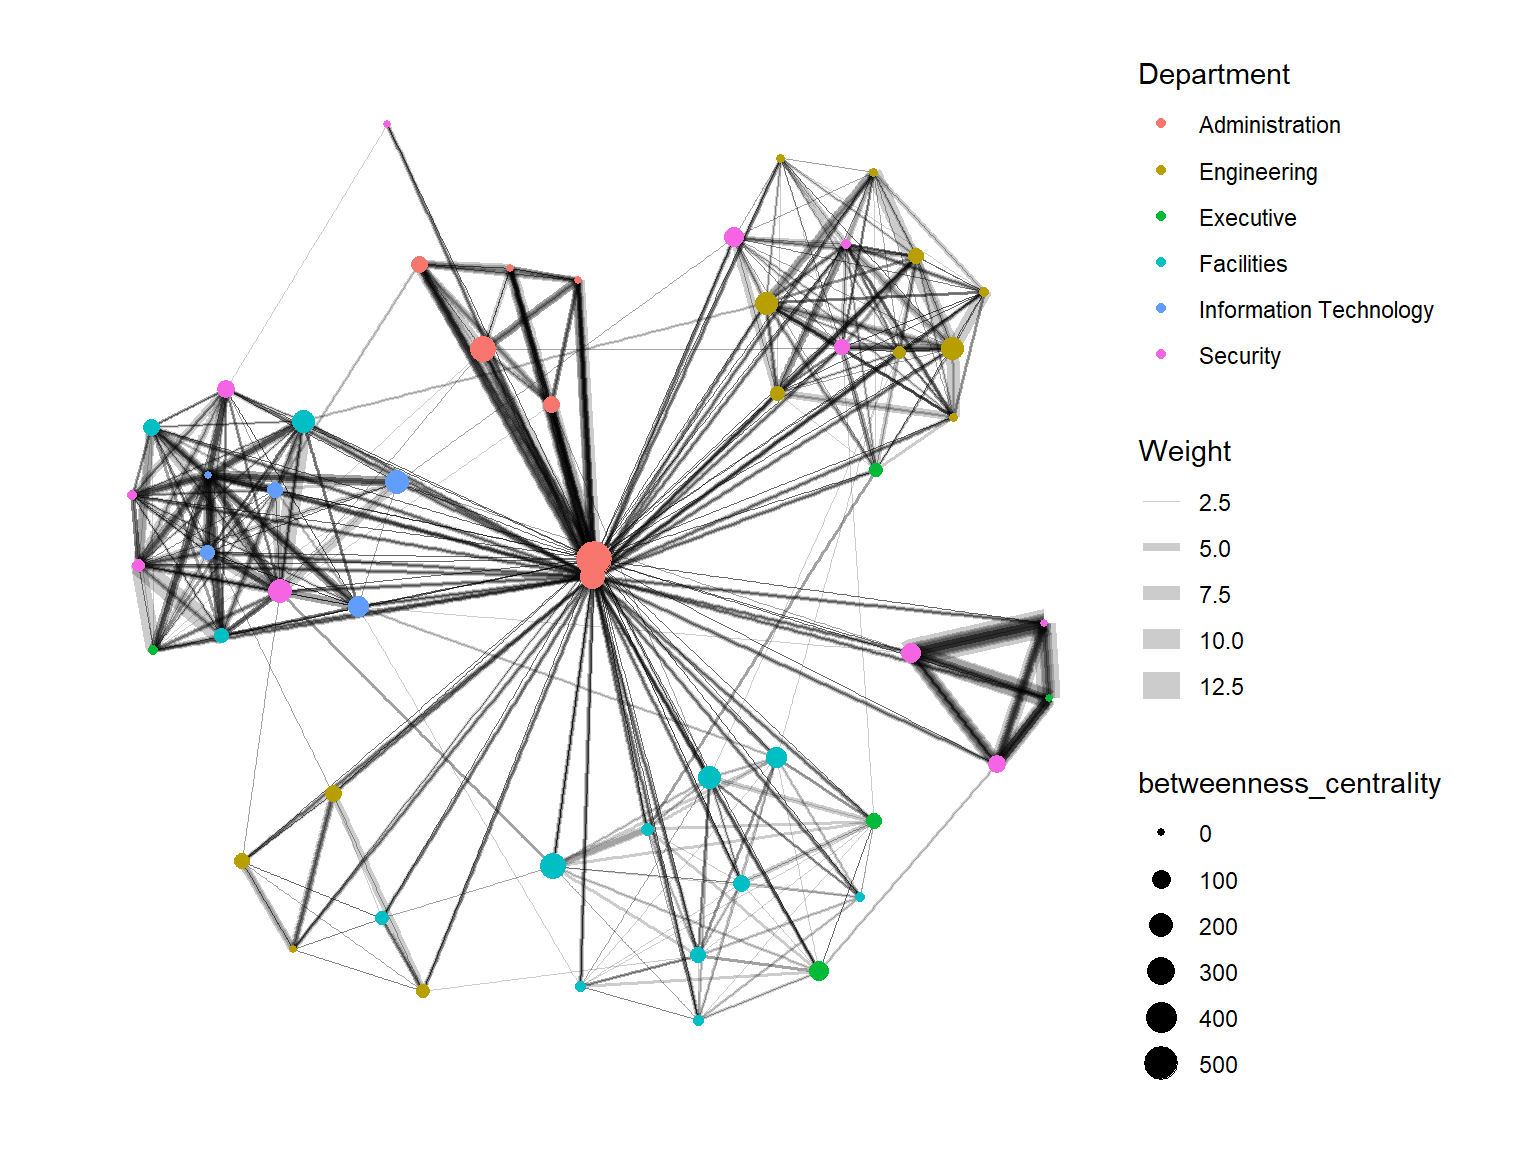 Department
Administration
Engineering
Executive
Facilities
Information Technology
Security
Weight
2.5
5.0
7.5
10.0
12.5
betweenness_centrality
0
100
200
300
400
500